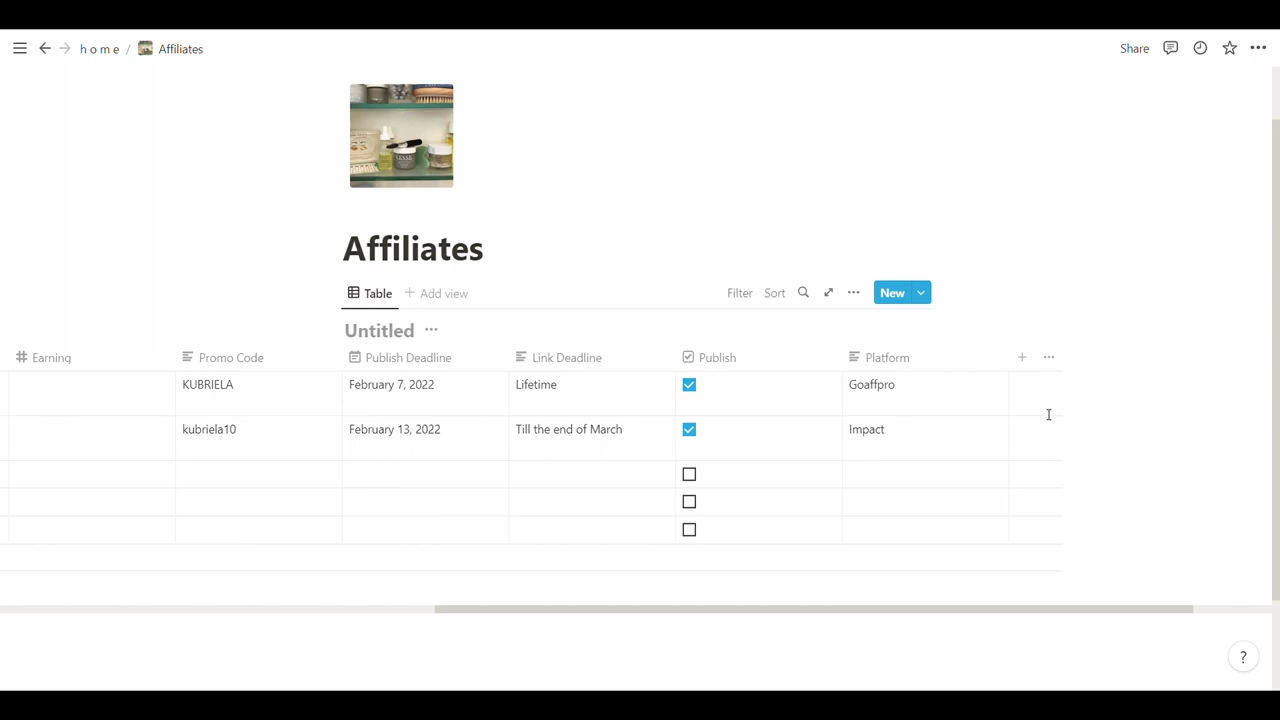 h o m e / Affiliates
Share
Affiliates
Table + Add view
Filter Sort
New
Untitled ...
# Earning Promo Code Publish Deadline Link Deadline Publish Platform + ...
KUBRIELA February 7, 2022 Lifetime Goaffpro
kubriela10 February 13, 2022 Till the end of March Impact
?